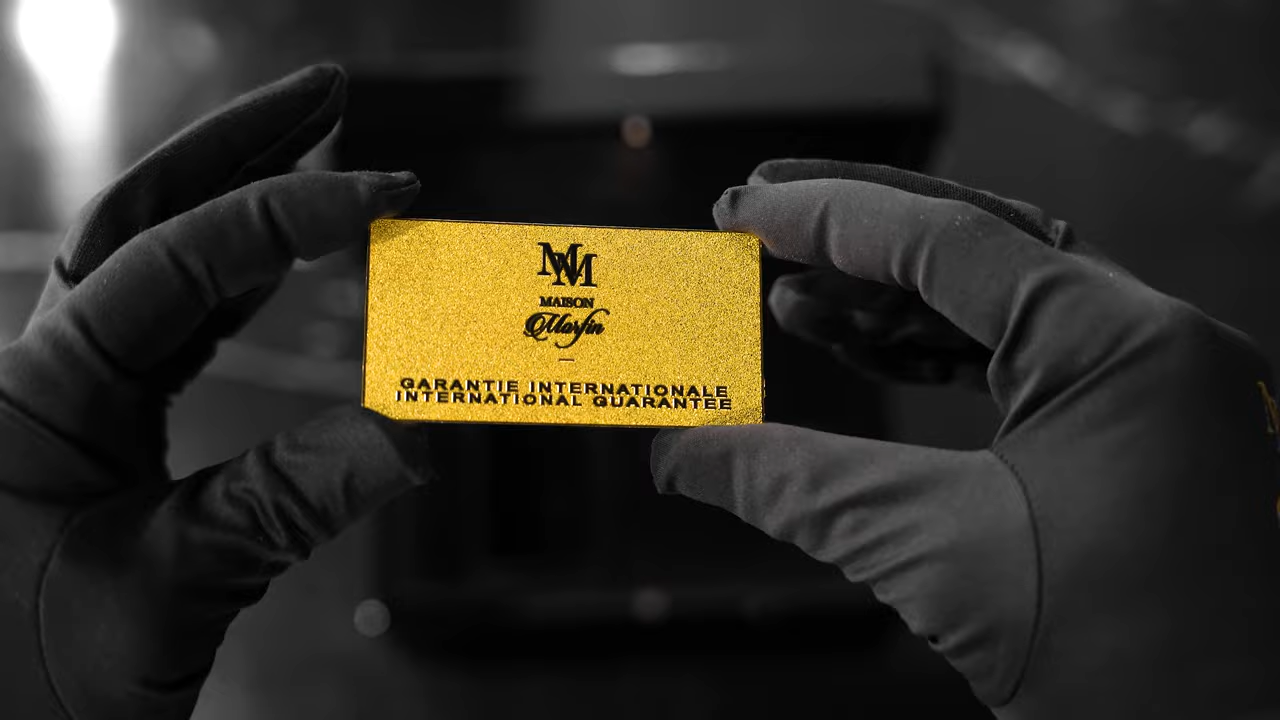 MM
MAISON
Marfin
GARANTIE INTERNATIONALE
INTERNATIONAL GUARANTEE